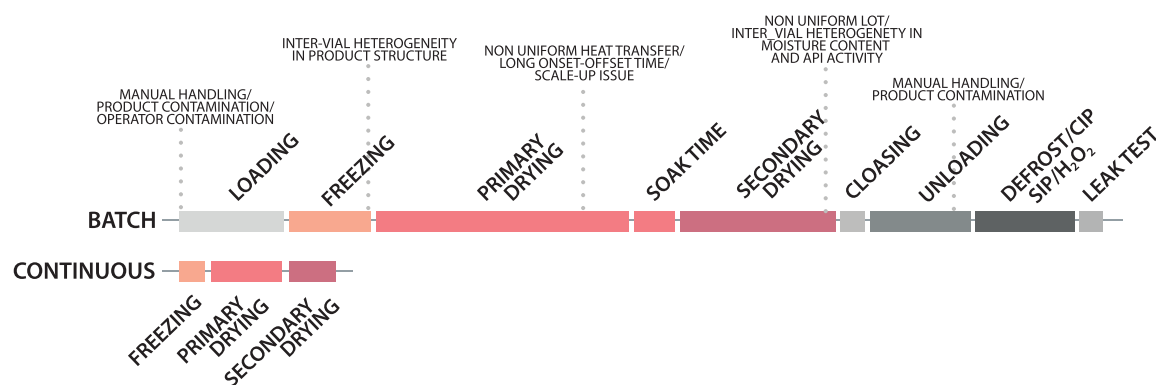 NON UNIFORM LOT/
INTER_VIAL HETEROGENETY IN
MOISTURE CONTENT
AND API ACTIVITY
INTER-VIAL HETEROGENEITY
IN PRODUCT STRUCTURE
NON UNIFORM HEAT TRANSFER/
LONG ONSET-OFFSET TIME/
SCALE-UP ISSUE
MANUAL HANDLING/
PRODUCT CONTAMINATION
MANUAL HANDLING/
PRODUCT CONTAMINATION/
OPERATOR CONTAMINATION
LOADING
FREEZING
PRIMARY
DRYING
SOAK TIME
SECONDARY
DRYING
CLOASING
UNLOADING
DEFROST/CIP
SIP/H₂O₂
LEAK TEST
BATCH
CONTINUOUS
FREEZING
PRIMARY
DRYING
SECONDARY
DRYING